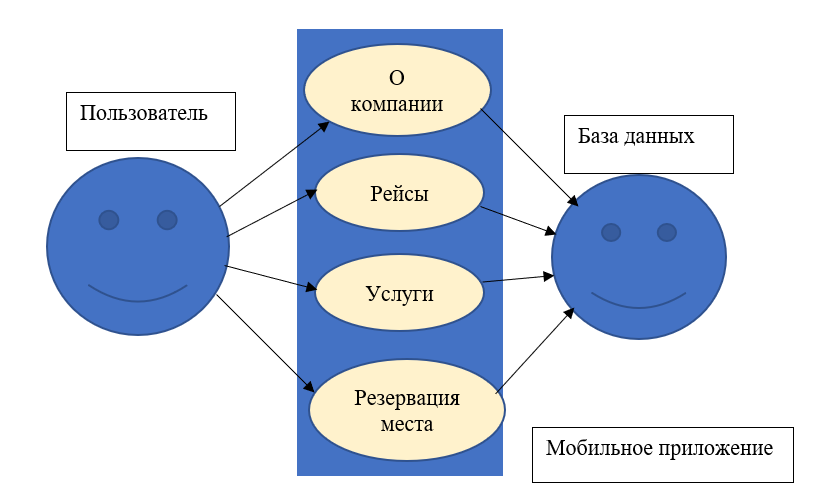 Пользователь
О
компании
Рейсы
Услуги
Резервация
места
База данных
Мобильное приложение